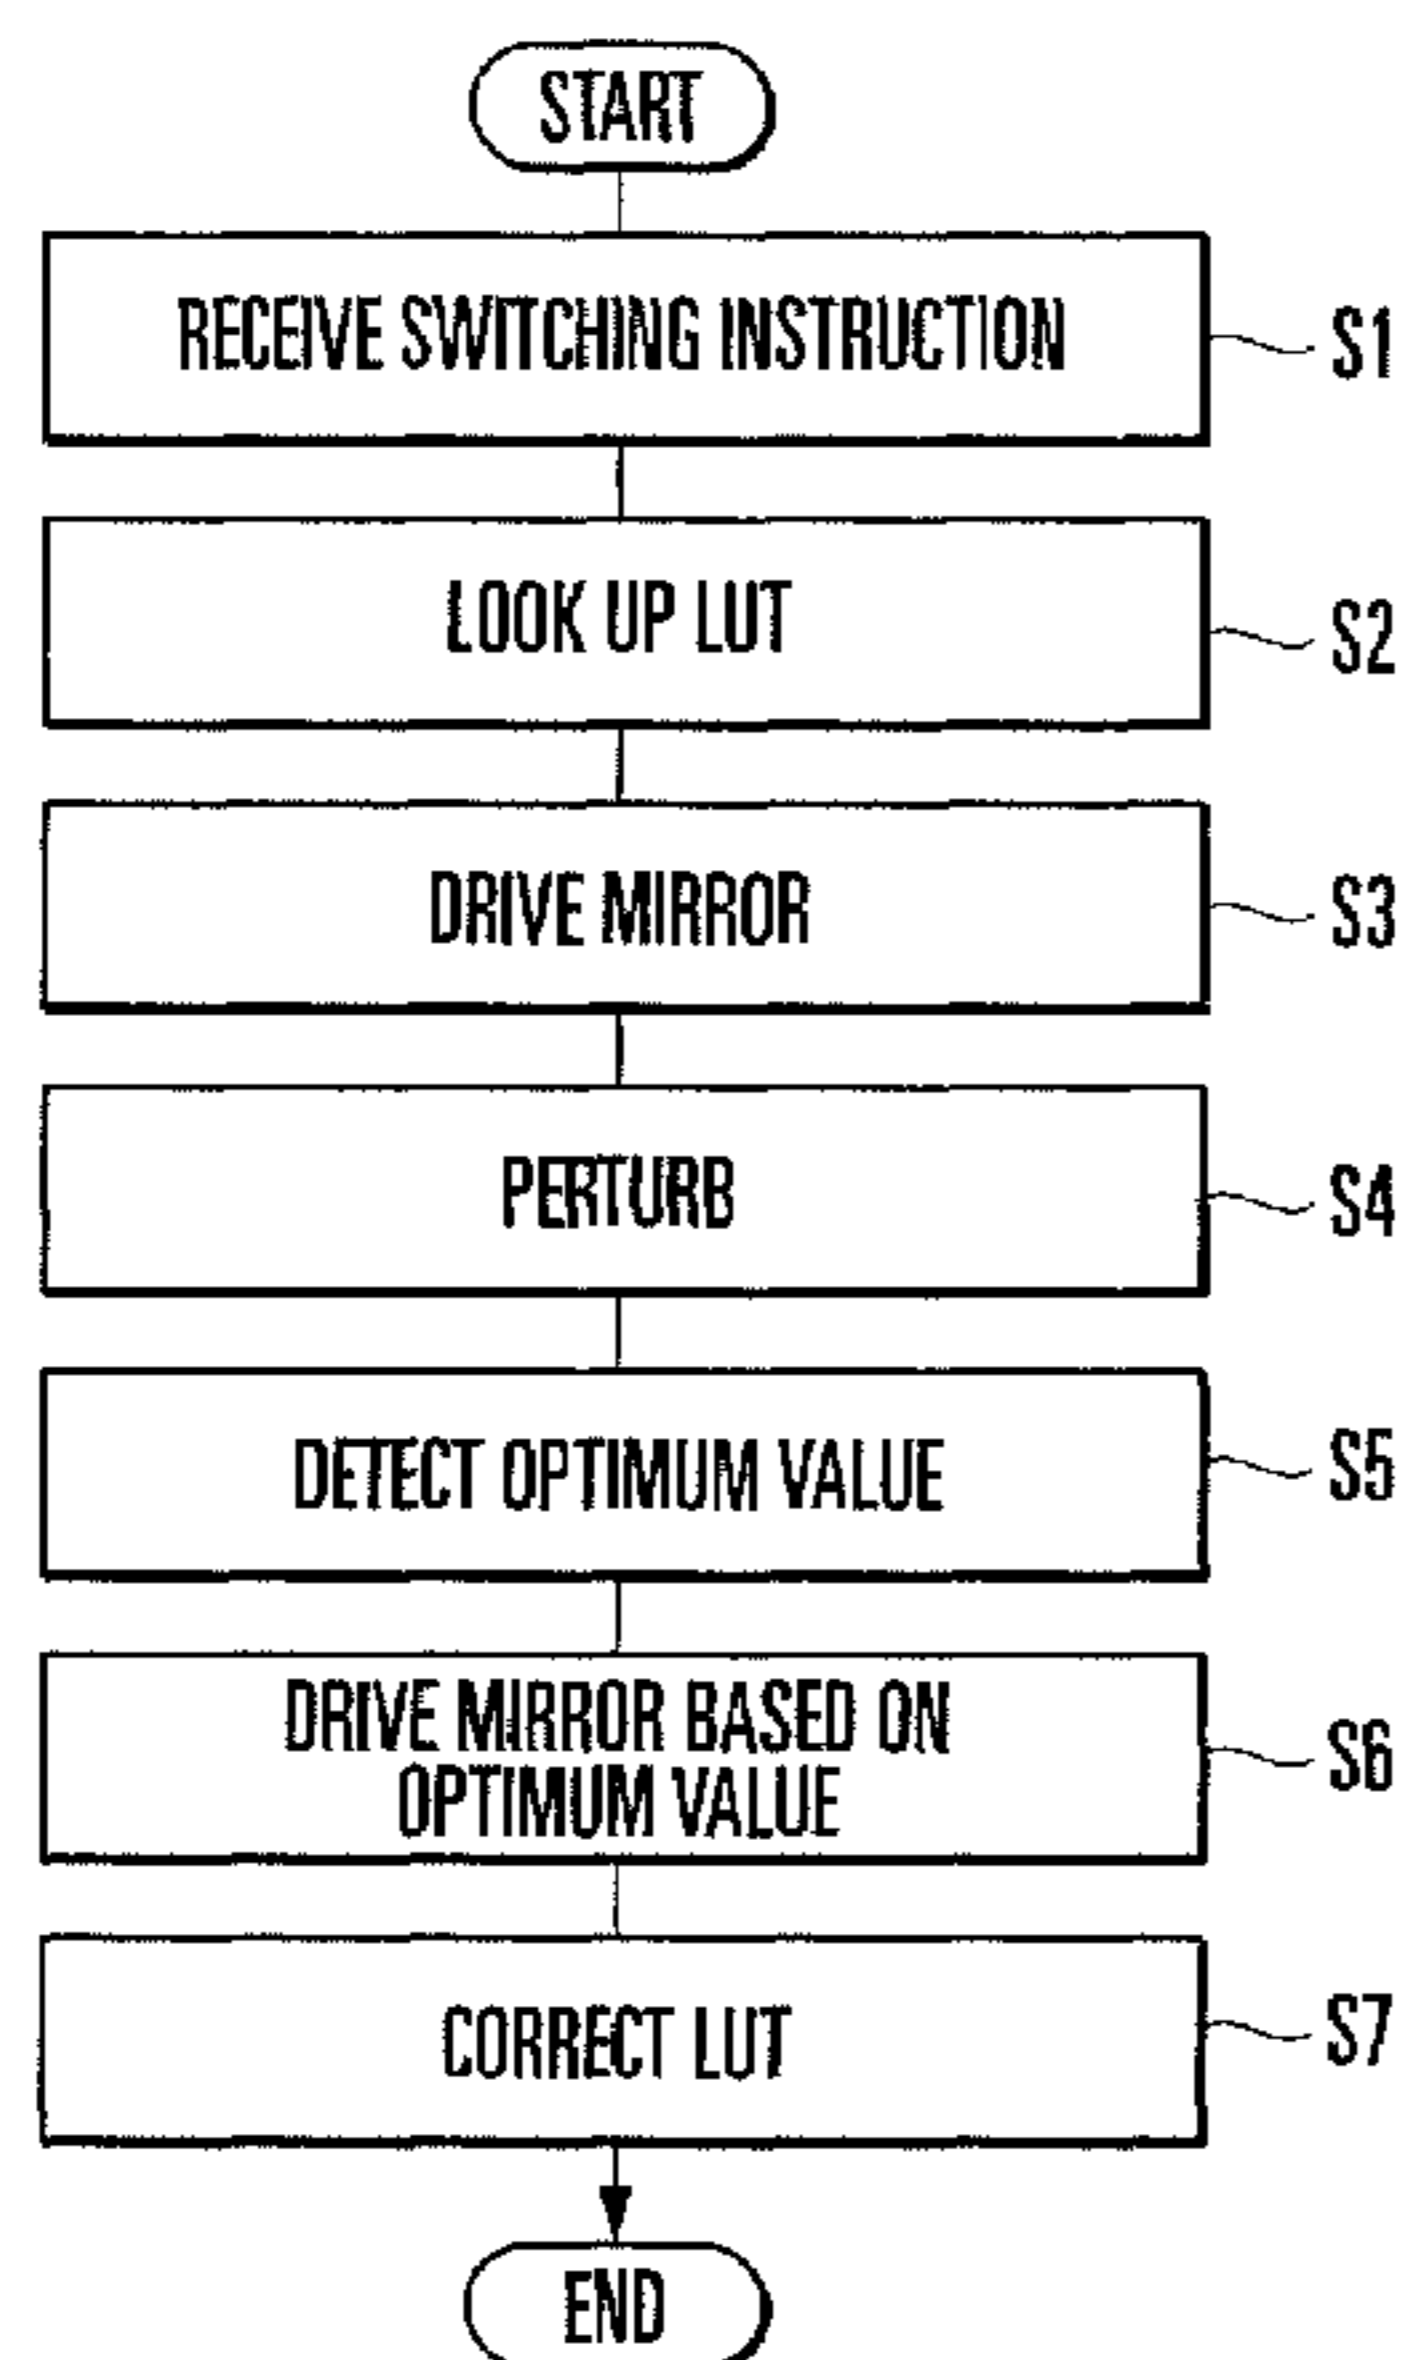 START
RECEIVE SWITCHING INSTRUCTION
S1
LOOK UP LUT
S2
DRIVE MIRROR
S3
PERTURB
S4
DETECT OPTIMUM VALUE
S5
DRIVE MIRROR BASED ON
OPTIMUM VALUE
S6
CORRECT LUT
S7
END